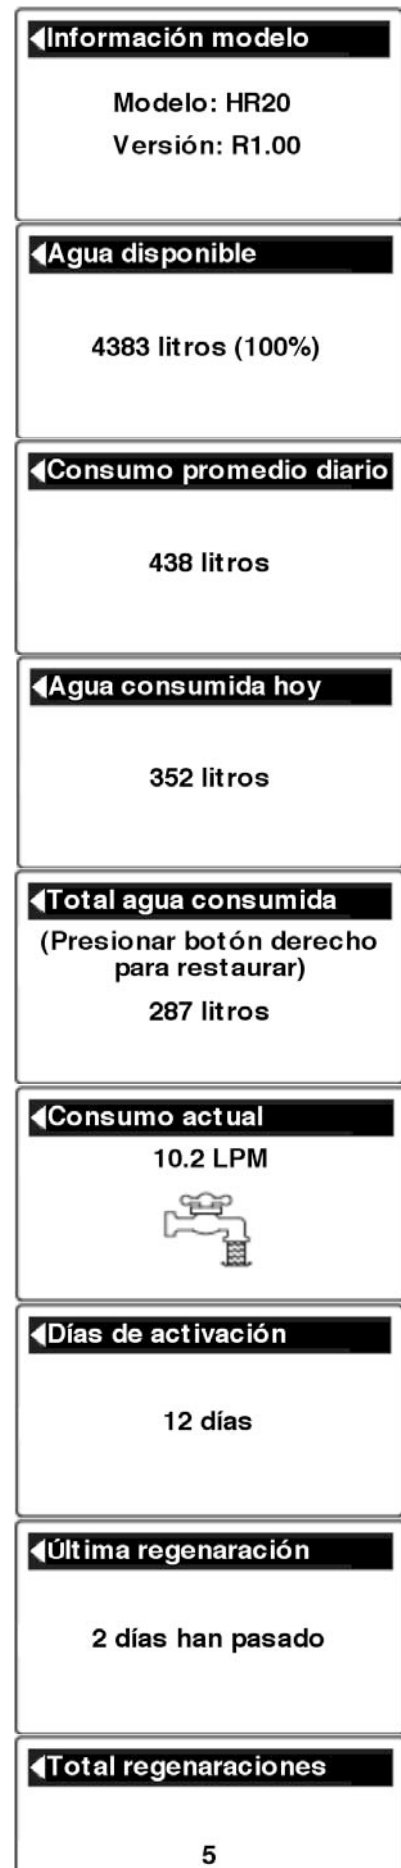 Información modelo
Modelo: HR20
Versión: R1.00
Agua disponible
4383 litros (100%)
Consumo promedio diario
438 litros
Agua consumida hoy
352 litros
Total agua consumida
(Presionar botón derecho
para restaurar)
287 litros
Consumo actual
10.2 LPM
Días de activación
12 días
Última regenaración
2 días han pasado
Total regenaraciones
5